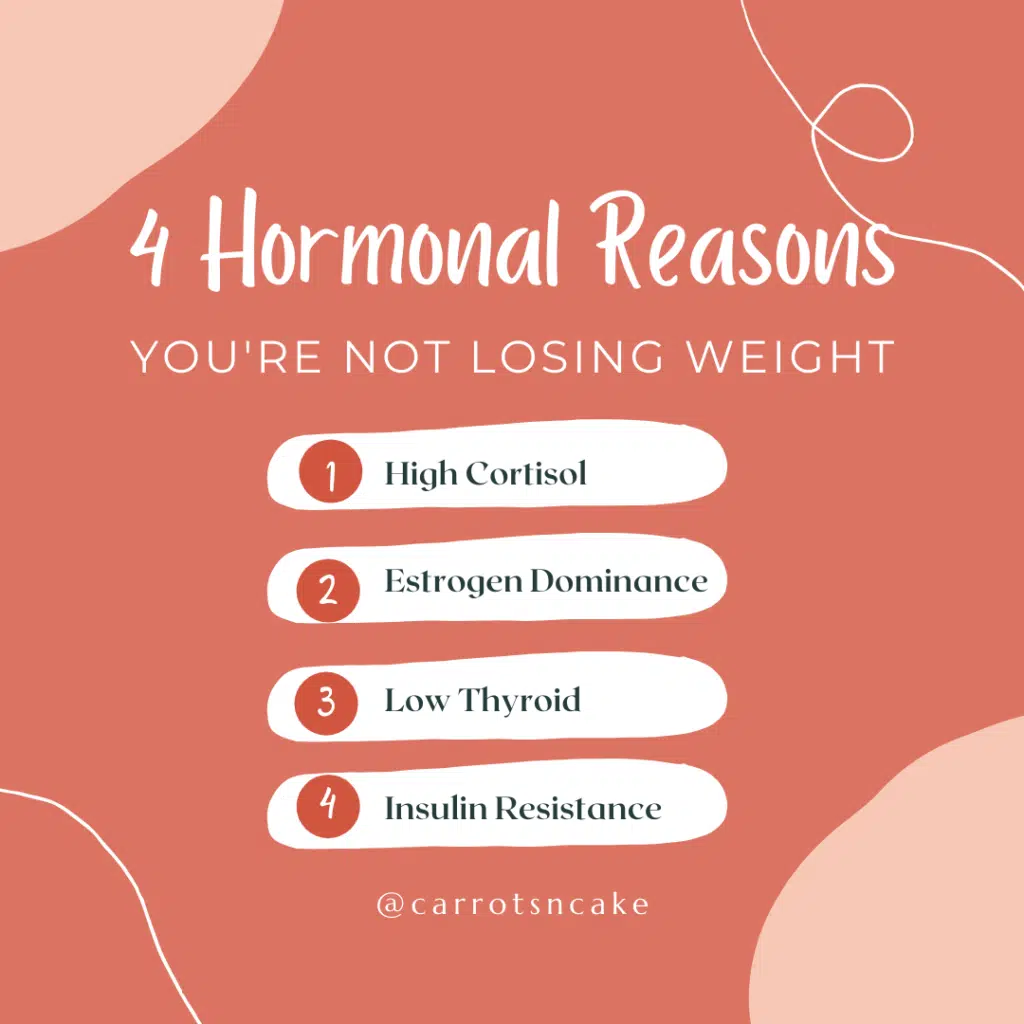 4 Hormonal Reasons
YOU'RE NOT LOSING WEIGHT
1 High Cortisol
2 Estrogen Dominance
3 Low Thyroid
4 Insulin Resistance
@carrotsncake